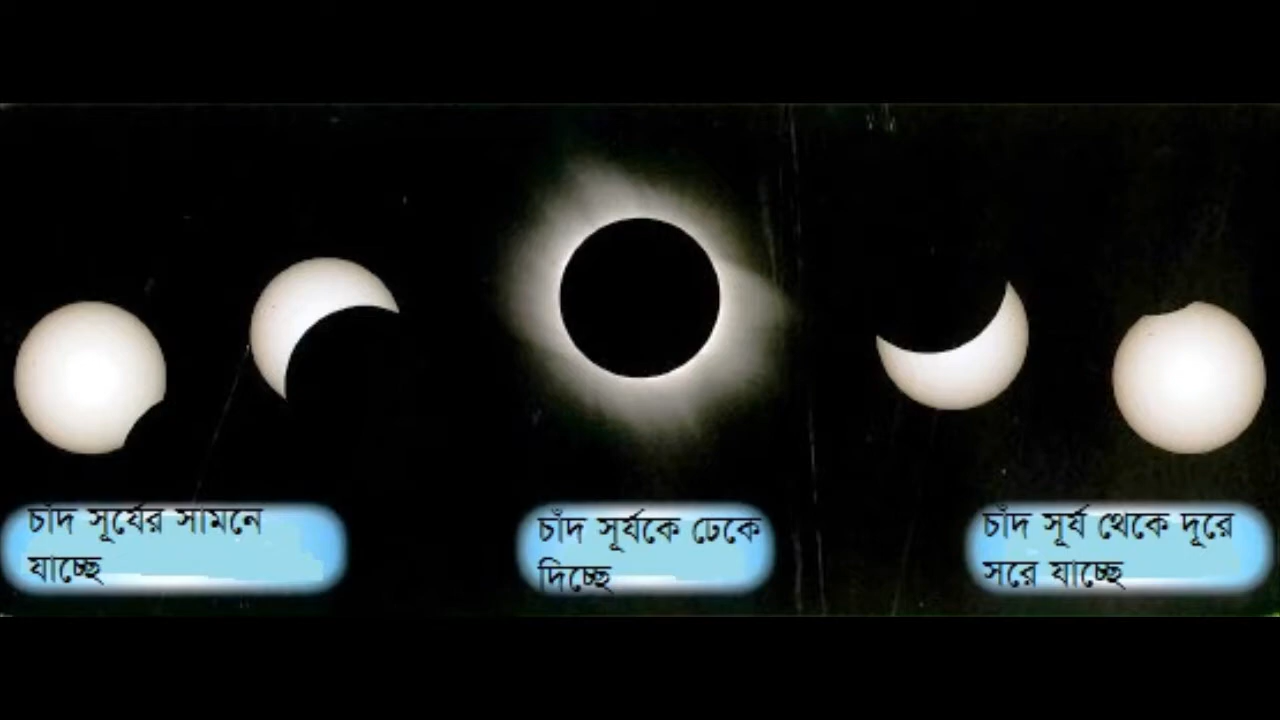 চাঁদ সূর্যের সামনে
যাচ্ছে
চাঁদ সূর্যকে ঢেকে
দিচ্ছে
চাঁদ সূর্য থেকে দূরে
সরে যাচ্ছে